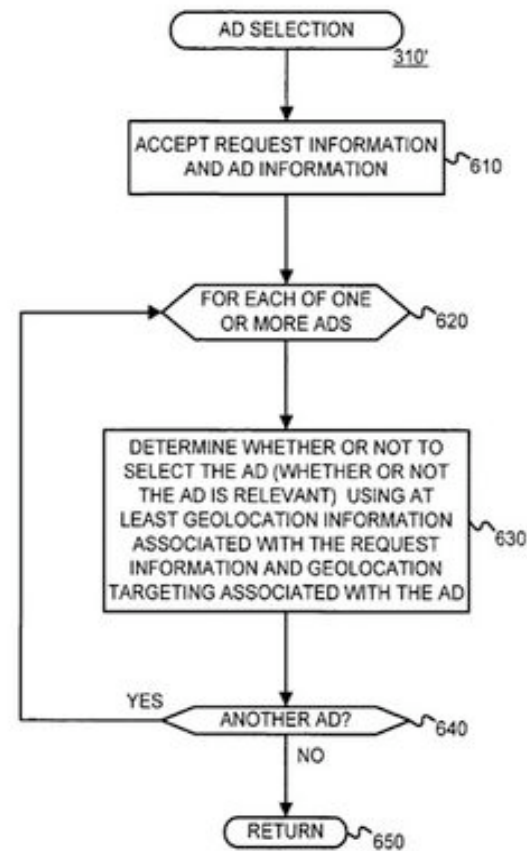 AD SELECTION
310'
ACCEPT REQUEST INFORMATION
AND AD INFORMATION
610
FOR EACH OF ONE
OR MORE ADS
620
DETERMINE WHETHER OR NOT TO
SELECT THE AD (WHETHER OR NOT
THE AD IS RELEVANT) USING AT
LEAST GEOLOCATION INFORMATION
ASSOCIATED WITH THE REQUEST
INFORMATION AND GEOLOCATION
TARGETING ASSOCIATED WITH THE AD
630
YES
ANOTHER AD?
640
NO
RETURN
650